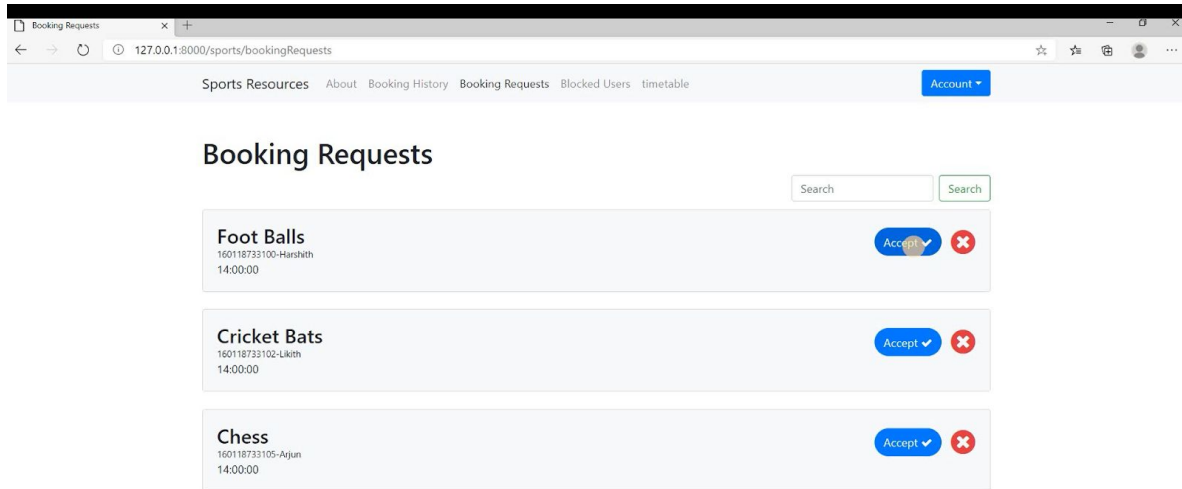 Booking Requests
127.0.0.1:8000/sports/bookingRequests
Sports Resources About Booking History Booking Requests Blocked Users timetable Account
Booking Requests
Search Search
Foot Balls
160118733100-Harshith
14:00:00
Accept
Cricket Bats
160118733102-Likith
14:00:00
Accept
Chess
160118733105-Arjun
14:00:00
Accept